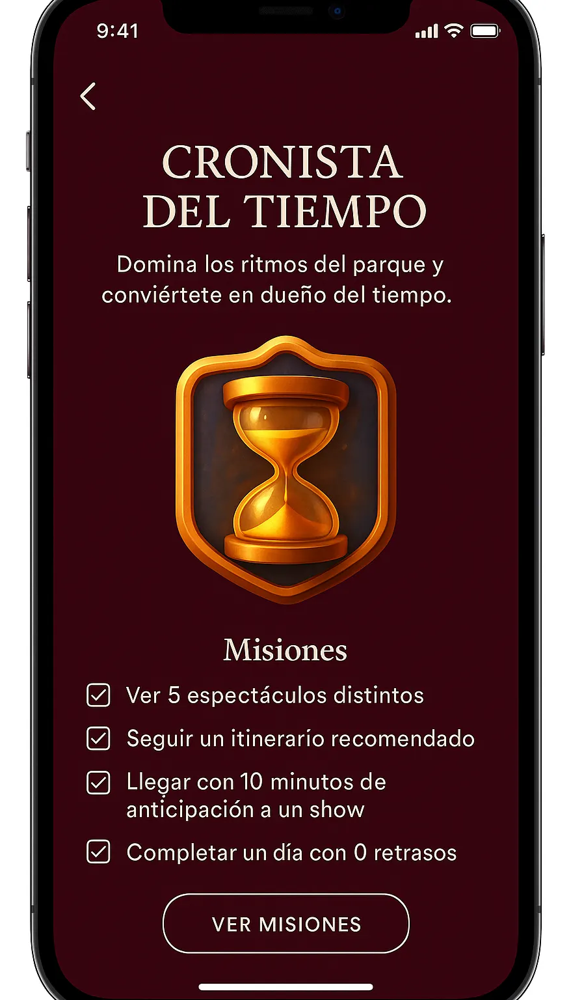 9:41
CRONISTA
DEL TIEMPO
Domina los ritmos del parque y
conviértete en dueño del tiempo.
Misiones
Ver 5 espectáculos distintos
Seguir un itinerarío recomendado
Llegar con 10 minutos de
anticipación a un show
Completar un día con 0 retrasos
VER MISIONES